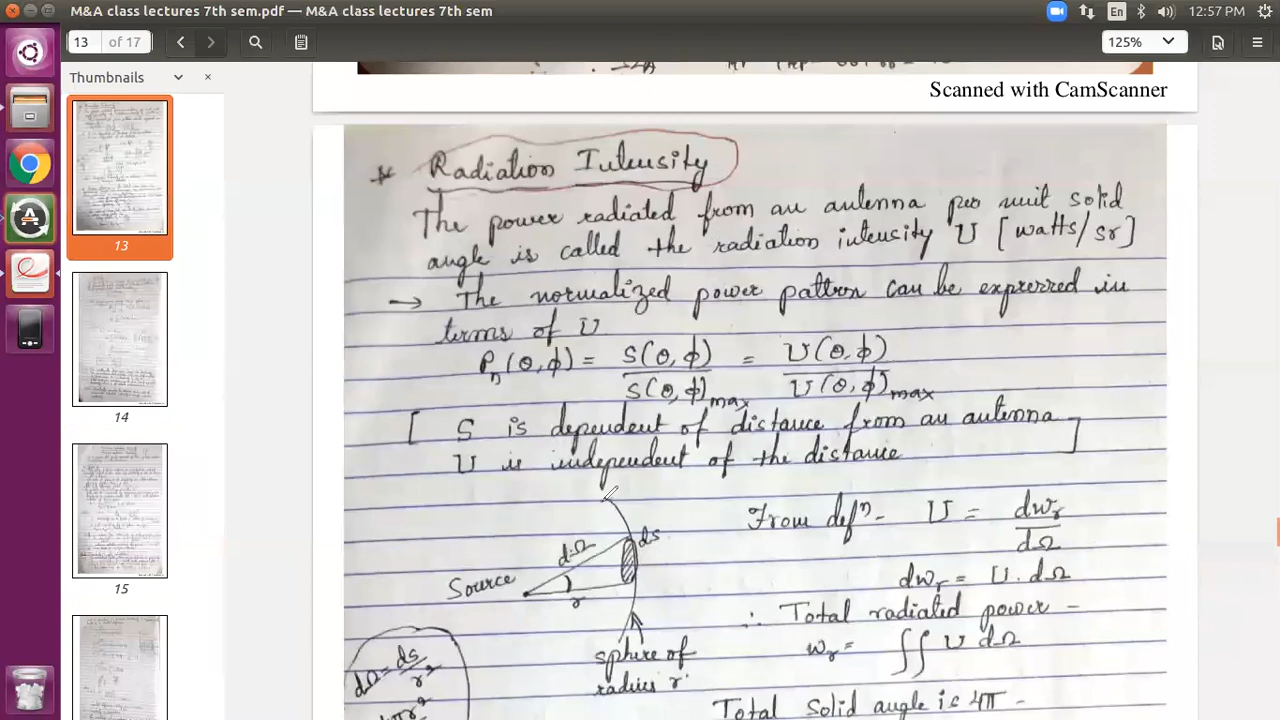 M&A class lectures 7th sem.pdf — M&A class lectures 7th sem
En
12:57 PM
13 of 17
125%
Thumbnails
13
14
15
Scanned with CamScanner
* Radiation Intensity
The power radiated from an antenna per unit solid
angle is called the radiation intensity U [watts/sr]
→ The normalized power pattern can be expressed in
terms of U
Pn(θ,ϕ) = S(θ,ϕ) / S(θ,ϕ)max = U(θ,ϕ) / U(θ,ϕ)max
[ S is dependent of distance from an antenna
U is independent of the distance ]
From defn - U = dwr / dΩ
dΩ
ds
Source
r
dwr = U. dΩ
∴ Total radiated power -
wr = ∬ U dΩ
sphere of
radius r
dΩ = ds / r²
Total solid angle is 4π -